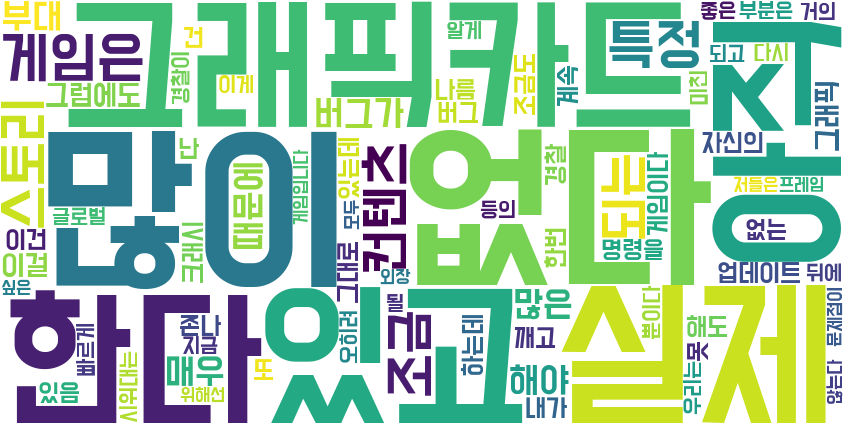 부대
건
그래픽카드
알게
특정
좋은
부분은
거의
게임은
경찰이
이게
되고
다시
그럼에도
버그가
나름
버그
조금도
계속
미친
아직
그래픽
스토리
많이
때문에
난
게임입니다
있는데
모두
컨텐츠
없다
등의
경찰
한번
되는
게임이다
명령을
자신의
저들은
프레임
없는
글로벌
이건
이걸
크래시
그대로
외장
업데이트
뒤에
싶은
한다
있고
조금
될
많은
깨고
하는데
실제
뿐이다
해도
문제점이
빠르게
존나
지금
매우
또
오히려
해야
내가
우리는
못
않는다
있음
시위대는
위해선